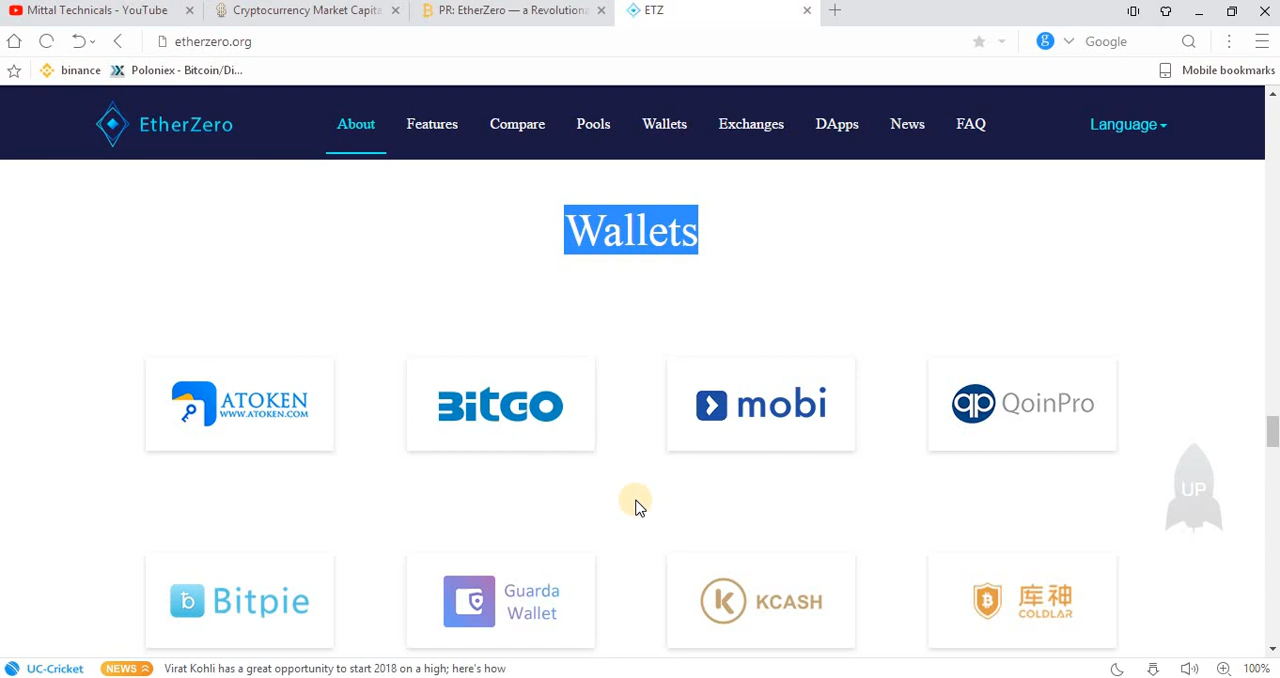 Mittal Technicals - YouTube
Cryptocurrency Market Capita
PR: EtherZero — a Revolutiona
ETZ
etherzero.org
g
Google
binance
Poloniex - Bitcoin/Di...
Mobile bookmarks
EtherZero
About
Features
Compare
Pools
Wallets
Exchanges
DApps
News
FAQ
Language
Wallets
ATOKEN
WWW.ATOKEN.COM
BitGO
mobi
qp QoinPro
UP
Bitpie
Guarda
Wallet
K KCASH
库神
COLDLAR
UC-Cricket
NEWS
Virat Kohli has a great opportunity to start 2018 on a high; here's how
100%